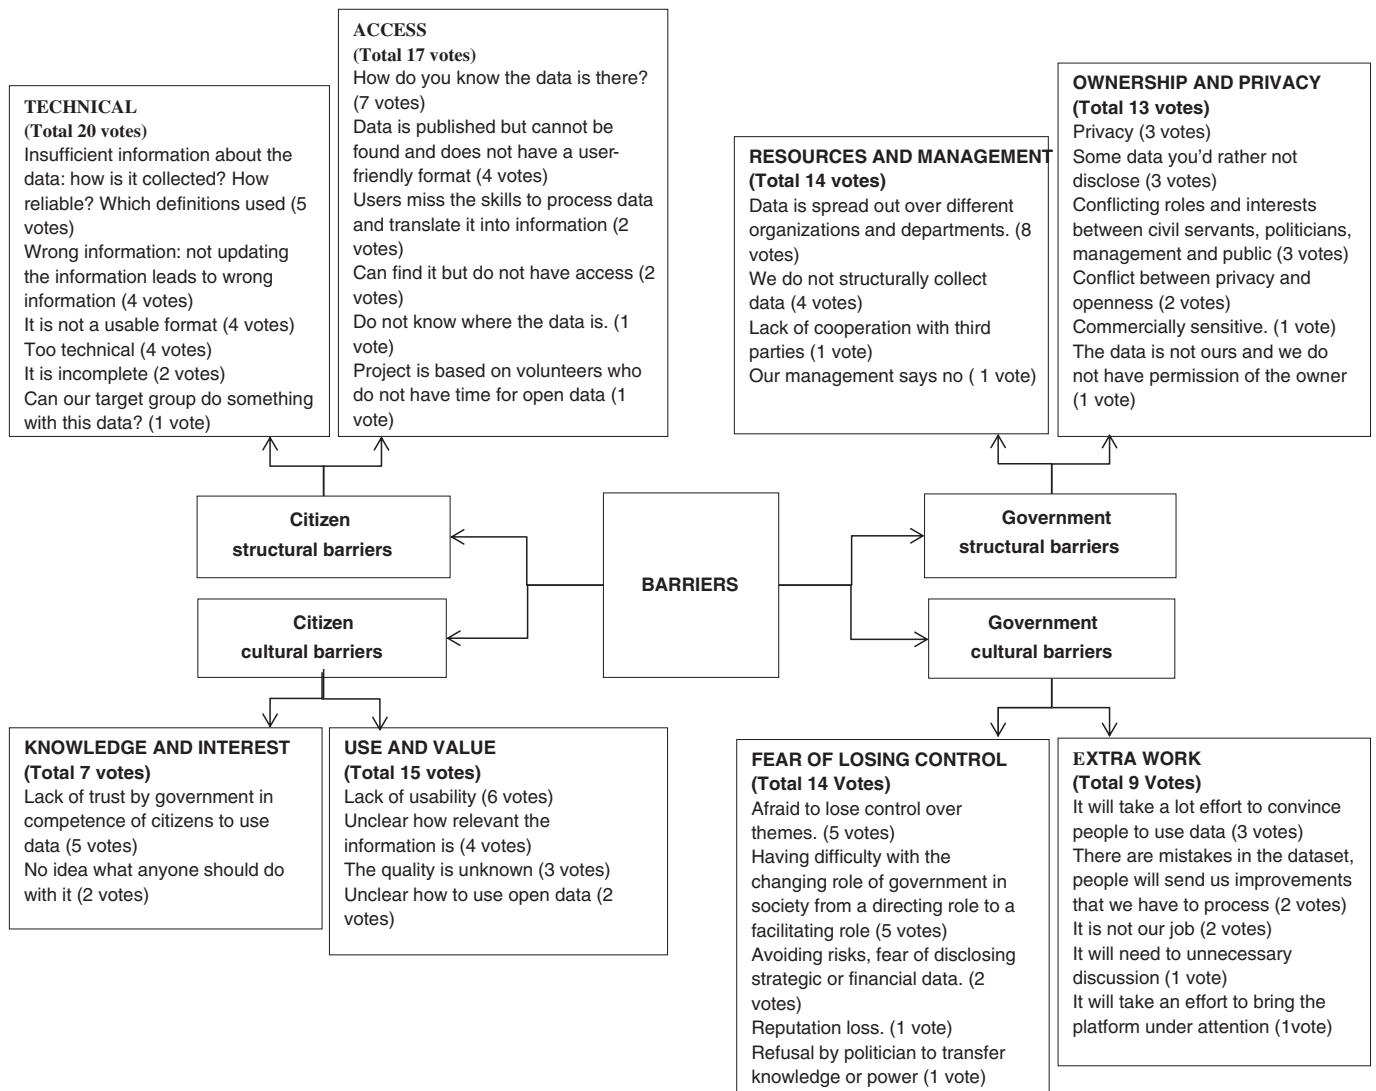 TECHNICAL
(Total 20 votes)
Insufficient information about the
data: how is it collected? How
reliable? Which definitions used (5
votes)
Wrong information: not updating
the information leads to wrong
information (4 votes)
It is not a usable format (4 votes)
Too technical (4 votes)
It is incomplete (2 votes)
Can our target group do something
with this data? (1 vote)
ACCESS
(Total 17 votes)
How do you know the data is there?
(7 votes)
Data is published but cannot be
found and does not have a user-
friendly format (4 votes)
Users miss the skills to process data
and translate it into information (2
votes)
Can find it but do not have access (2
votes)
Do not know where the data is. (1
vote)
Project is based on volunteers who
do not have time for open data (1
vote)
RESOURCES AND MANAGEMENT
(Total 14 votes)
Data is spread out over different
organizations and departments. (8
votes)
We do not structurally collect
data (4 votes)
Lack of cooperation with third
parties (1 vote)
Our management says no ( 1 vote)
OWNERSHIP AND PRIVACY
(Total 13 votes)
Privacy (3 votes)
Some data you'd rather not
disclose (3 votes)
Conflicting roles and interests
between civil servants, politicians,
management and public (3 votes)
Conflict between privacy and
openness (2 votes)
Commercially sensitive. (1 vote)
The data is not ours and we do
not have permission of the owner
(1 vote)
Citizen
structural barriers
BARRIERS
Government
structural barriers
Citizen
cultural barriers
Government
cultural barriers
KNOWLEDGE AND INTEREST
(Total 7 votes)
Lack of trust by government in
competence of citizens to use
data (5 votes)
No idea what anyone should do
with it (2 votes)
USE AND VALUE
(Total 15 votes)
Lack of usability (6 votes)
Unclear how relevant the
information is (4 votes)
The quality is unknown (3 votes)
Unclear how to use open data (2
votes)
FEAR OF LOSING CONTROL
(Total 14 Votes)
Afraid to lose control over
themes. (5 votes)
Having difficulty with the
changing role of government in
society from a directing role to a
facilitating role (5 votes)
Avoiding risks, fear of disclosing
strategic or financial data. (2
votes)
Reputation loss. (1 vote)
Refusal by politician to transfer
knowledge or power (1 vote)
EXTRA WORK
(Total 9 Votes)
It will take a lot effort to convince
people to use data (3 votes)
There are mistakes in the dataset,
people will send us improvements
that we have to process (2 votes)
It is not our job (2 votes)
It will need to unnecessary
discussion (1 vote)
It will take an effort to bring the
platform under attention (1vote)